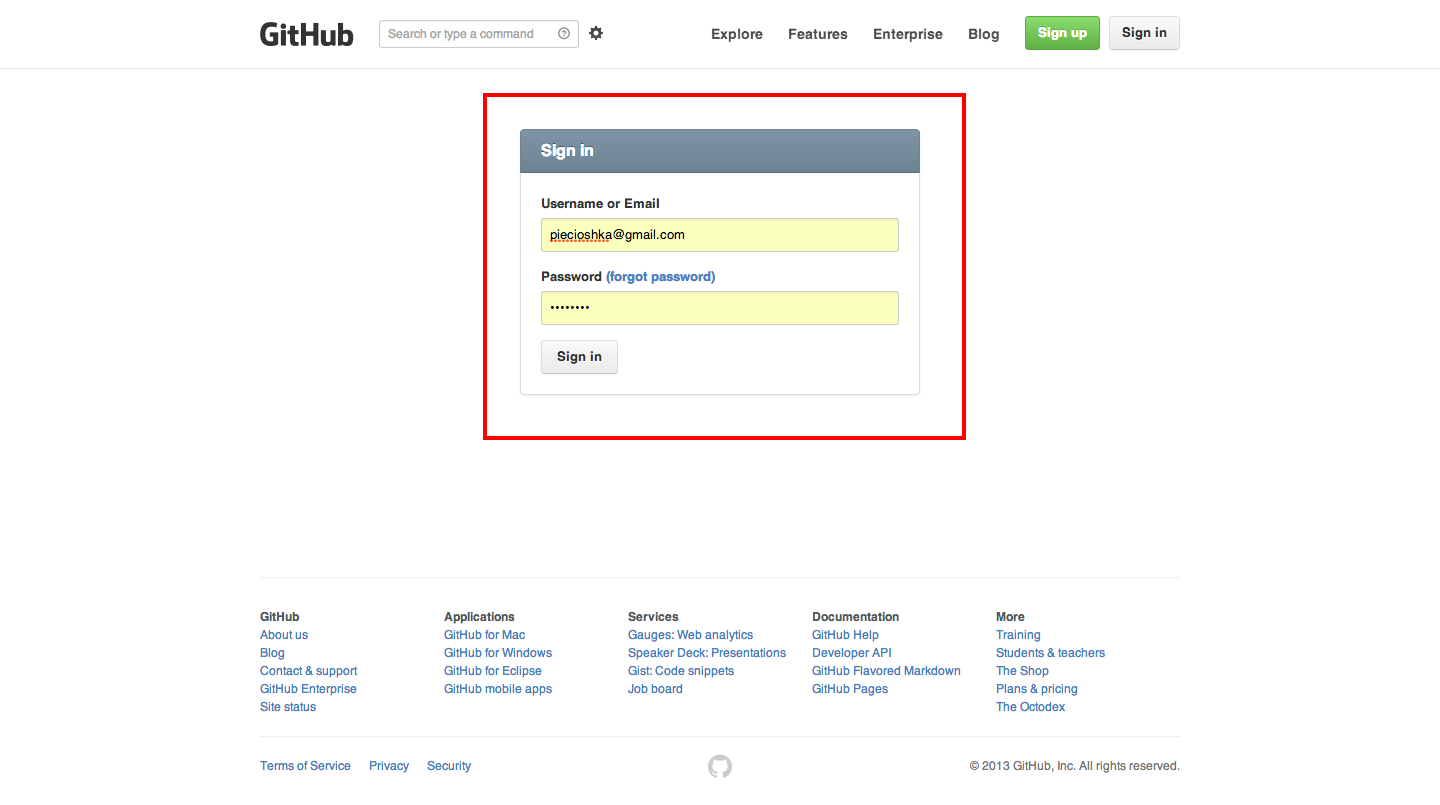 GitHub
Search or type a command
Explore Features Enterprise Blog Sign up Sign in
Sign in
Username or Email
piecioshka@gmail.com
Password (forgot password)
••••••••
Sign in
GitHub
About us
Blog
Contact & support
GitHub Enterprise
Site status
Applications
GitHub for Mac
GitHub for Windows
GitHub for Eclipse
GitHub mobile apps
Services
Gauges: Web analytics
Speaker Deck: Presentations
Gist: Code snippets
Job board
Documentation
GitHub Help
Developer API
GitHub Flavored Markdown
GitHub Pages
More
Training
Students & teachers
The Shop
Plans & pricing
The Octodex
Terms of Service Privacy Security
© 2013 GitHub, Inc. All rights reserved.